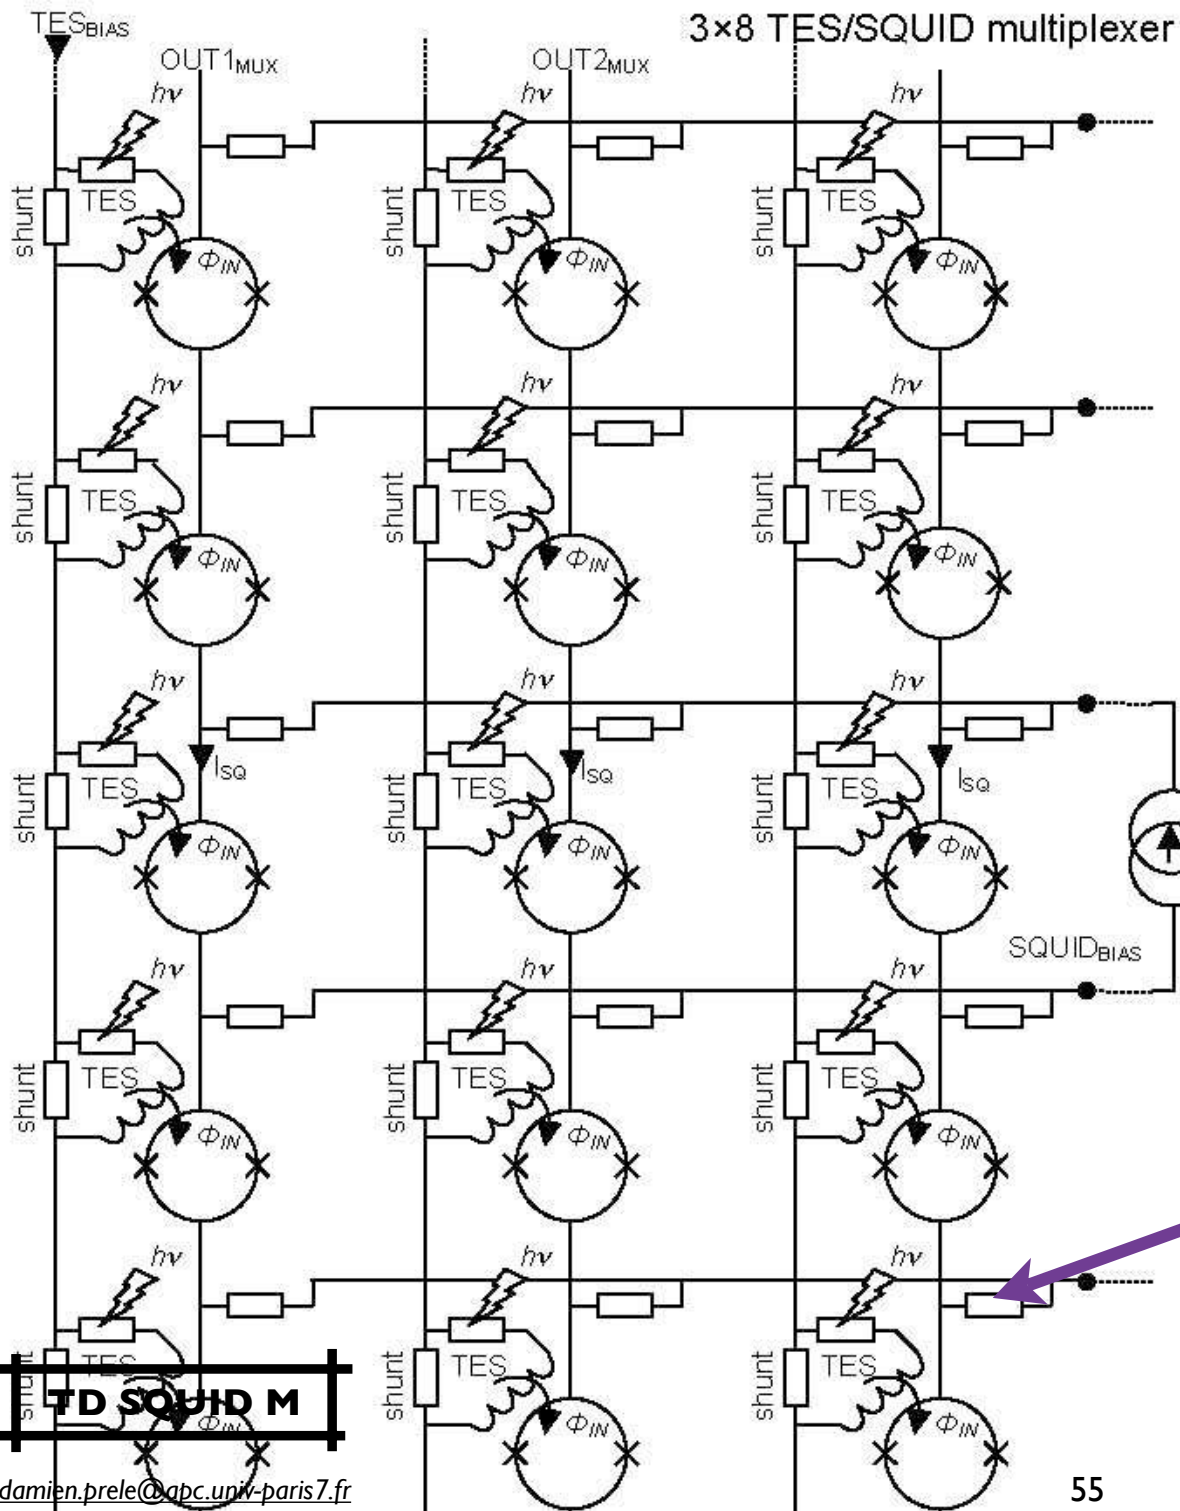 TES_BIAS
3×8 TES/SQUID multiplexer
OUT1_MUX OUT2_MUX
hν hν hν
shunt TES Φ_IN shunt TES Φ_IN shunt TES Φ_IN
hν hν hν
shunt TES Φ_IN shunt TES Φ_IN shunt TES Φ_IN
hν hν hν
I_SQ I_SQ I_SQ
shunt TES Φ_IN shunt TES Φ_IN shunt TES Φ_IN
SQUID_BIAS
hν hν hν
shunt TES Φ_IN shunt TES Φ_IN shunt TES Φ_IN
hν hν hν
shunt TES Φ_IN shunt TES Φ_IN shunt TES Φ_IN
TD SQUID M
damien.prele@apc.univ-paris7.fr
55